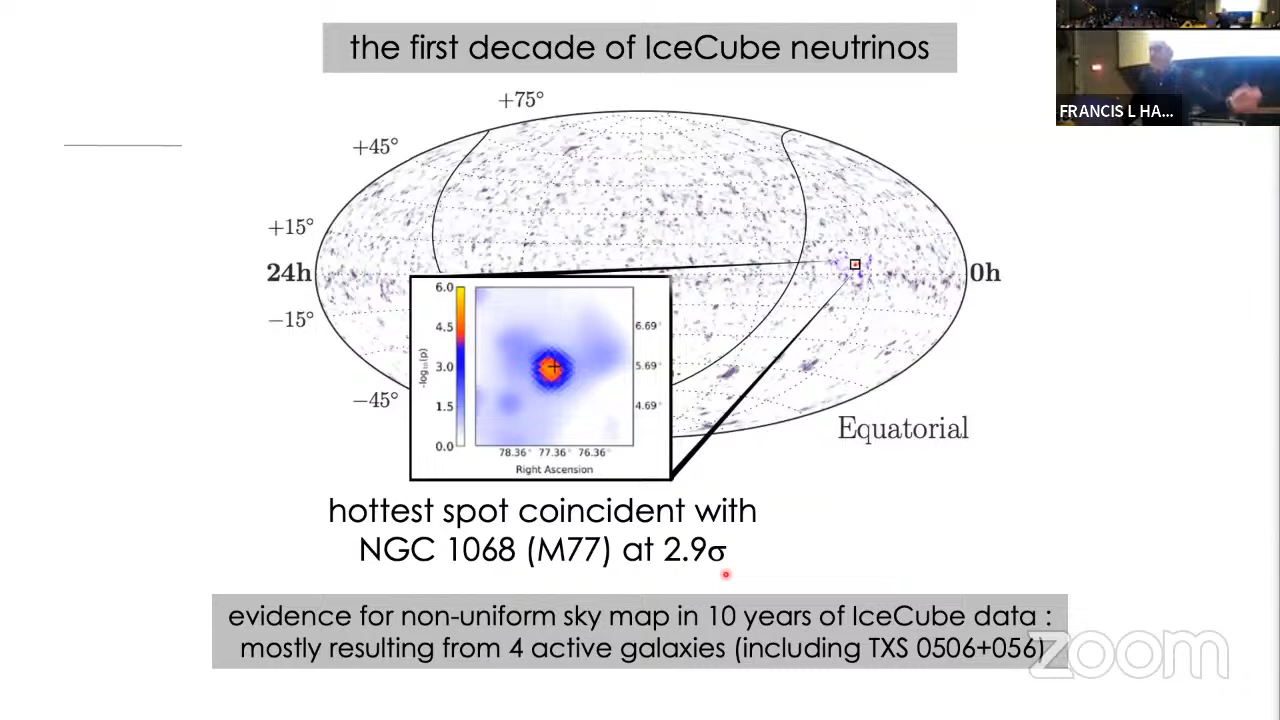 the first decade of IceCube neutrinos
FRANCIS L HA...
+75°
+45°
+15°
24h
0h
−15°
−45°
6.0
4.5
3.0
1.5
0.0
-log₁₀(p)
6.69°
5.69°
4.69°
78.36° 77.36° 76.36°
Right Ascension
Equatorial
hottest spot coincident with
NGC 1068 (M77) at 2.9σ
evidence for non-uniform sky map in 10 years of IceCube data :
mostly resulting from 4 active galaxies (including TXS 0506+056)
zoom